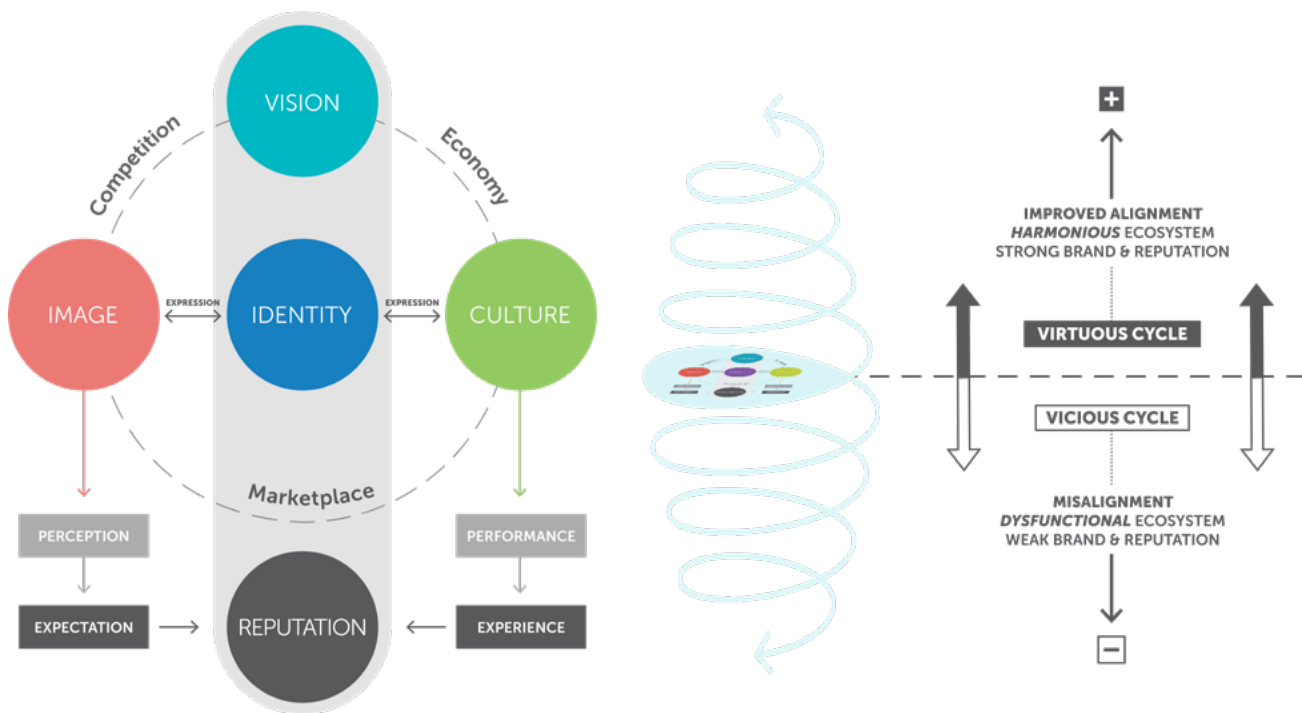 VISION
Competition
Economy
IMAGE
EXPRESSION
IDENTITY
EXPRESSION
CULTURE
Marketplace
PERCEPTION
PERFORMANCE
EXPECTATION
REPUTATION
EXPERIENCE
+
IMPROVED ALIGNMENT
HARMONIOUS ECOSYSTEM
STRONG BRAND & REPUTATION
VIRTUOUS CYCLE
VICIOUS CYCLE
MISALIGNMENT
DYSFUNCTIONAL ECOSYSTEM
WEAK BRAND & REPUTATION
−